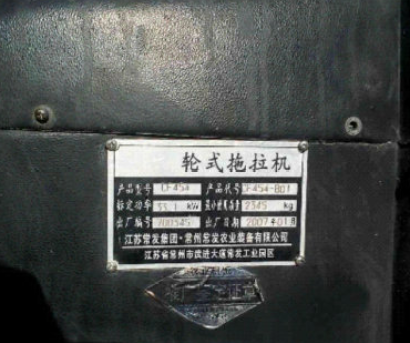 轮式拖拉机
产品型号 CF454 产品代号 CF454-B01
标定功率 33.1 kW 最小使用质量 2345 kg
出厂编号 700345 出厂日期 2007年01月
江苏常发集团·常州常发农业装备有限公司
江苏省常州市武进大道常发工业园区